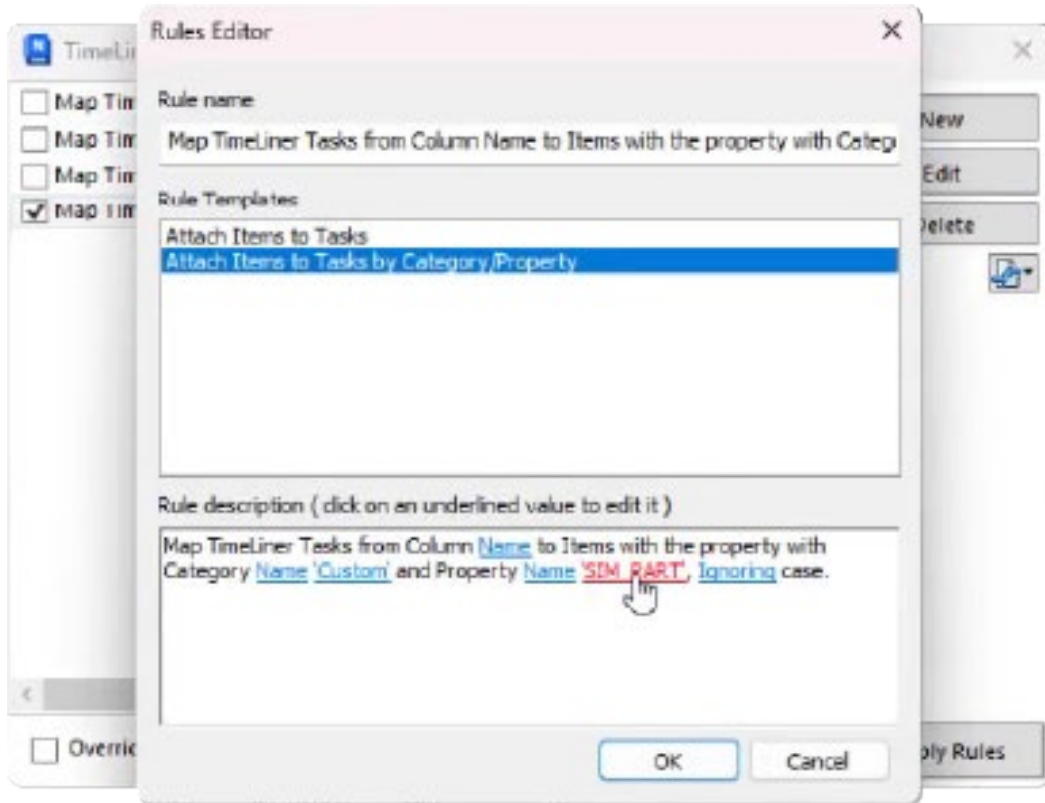 Rules Editor
TimeLin
Map Tim
Map Tim
Map Tim
Map Tim
Rule name
Map TimeLiner Tasks from Column Name to Items with the property with Categ
Rule Templates
Attach Items to Tasks
Attach Items to Tasks by Category/Property
New
Edit
Delete
Rule description ( click on an underlined value to edit it )
Map TimeLiner Tasks from Column Name to Items with the property with
Category Name 'Custom' and Property Name 'SIM_PART', Ignoring case.
Overric
OK
Cancel
ply Rules